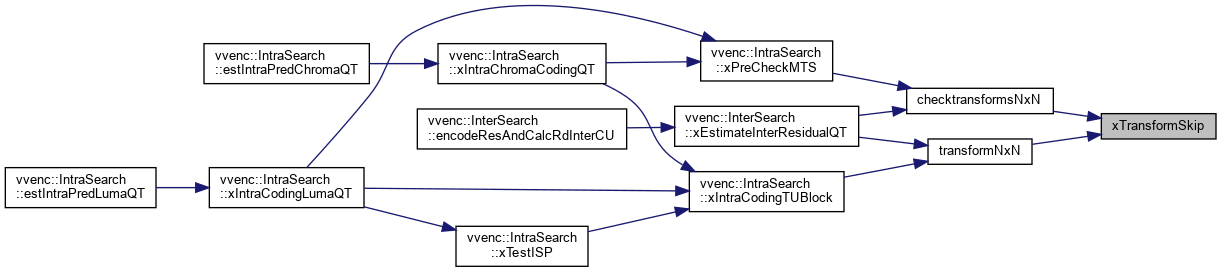 vvenc::IntraSearch
::estIntraPredChromaQT
vvenc::IntraSearch
::xIntraChromaCodingQT
vvenc::IntraSearch
::xPreCheckMTS
checktransformsNxN
xTransformSkip
vvenc::InterSearch
::encodeResAndCalcRdInterCU
vvenc::InterSearch
::xEstimateInterResidualQT
transformNxN
vvenc::IntraSearch
::estIntraPredLumaQT
vvenc::IntraSearch
::xIntraCodingLumaQT
vvenc::IntraSearch
::xIntraCodingTUBlock
vvenc::IntraSearch
::xTestISP